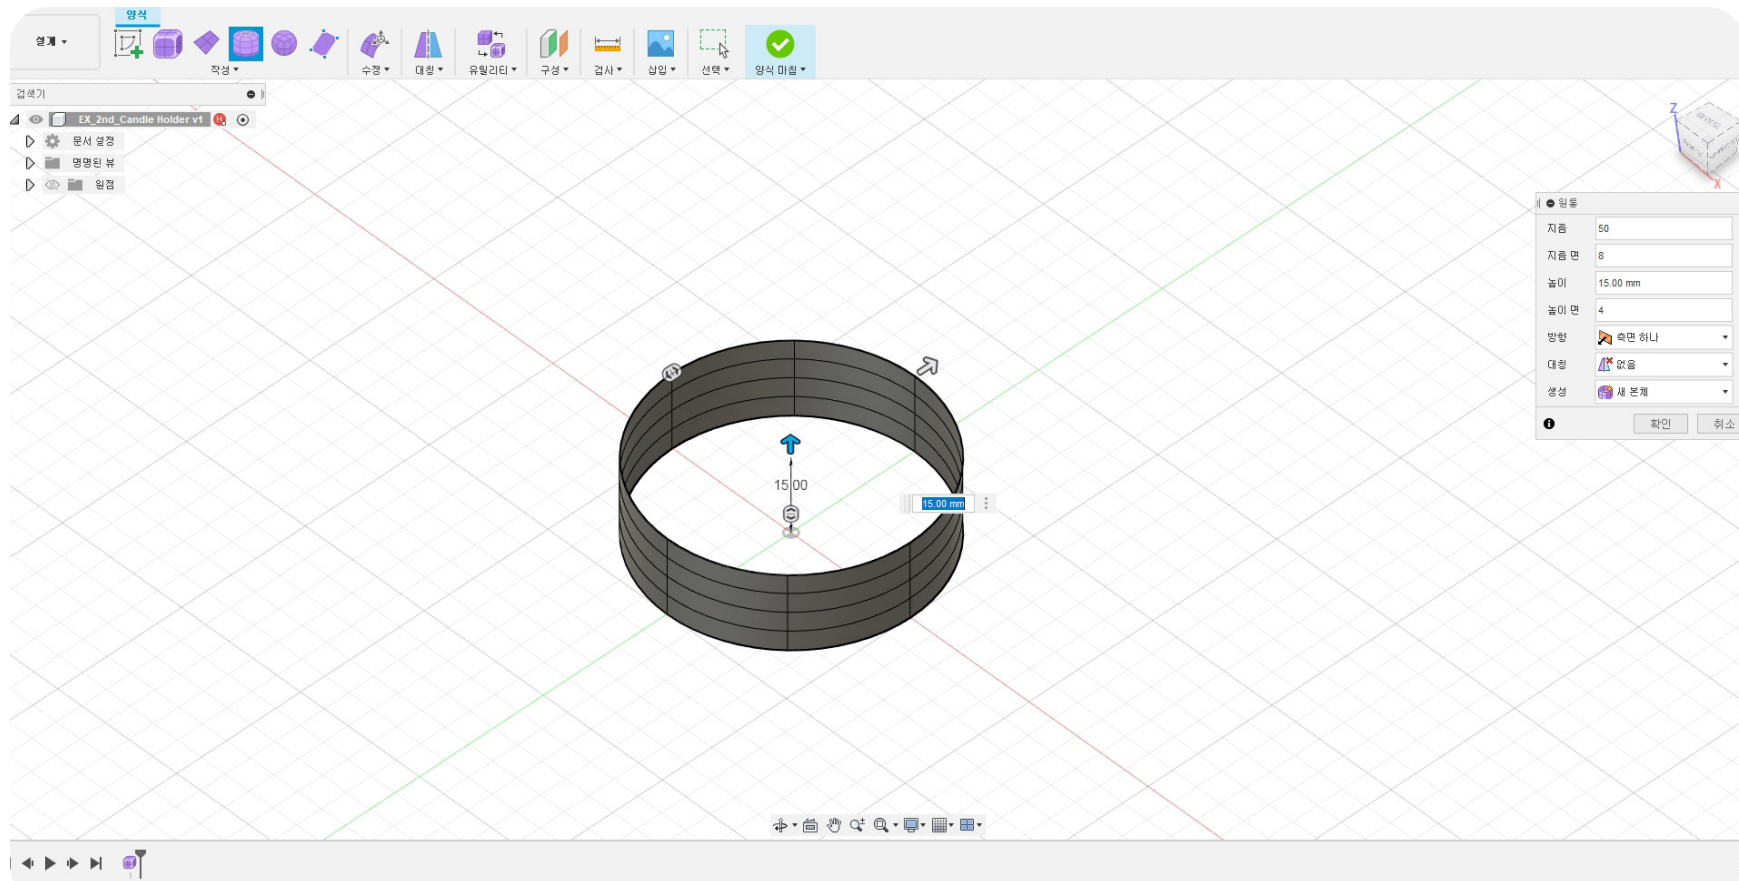 양식
설계
작성
수정
대칭
유틸리티
구성
검사
삽입
선택
양식 마침
검색기
EX_2nd_Candle Holder v1
문서 설정
명명된 뷰
원점
Z
X
원통
지름 50
지름 면 8
높이 15.00 mm
높이 면 4
방향 측면 하나
대칭 없음
생성 새 본체
확인 취소
15.00
15.00 mm